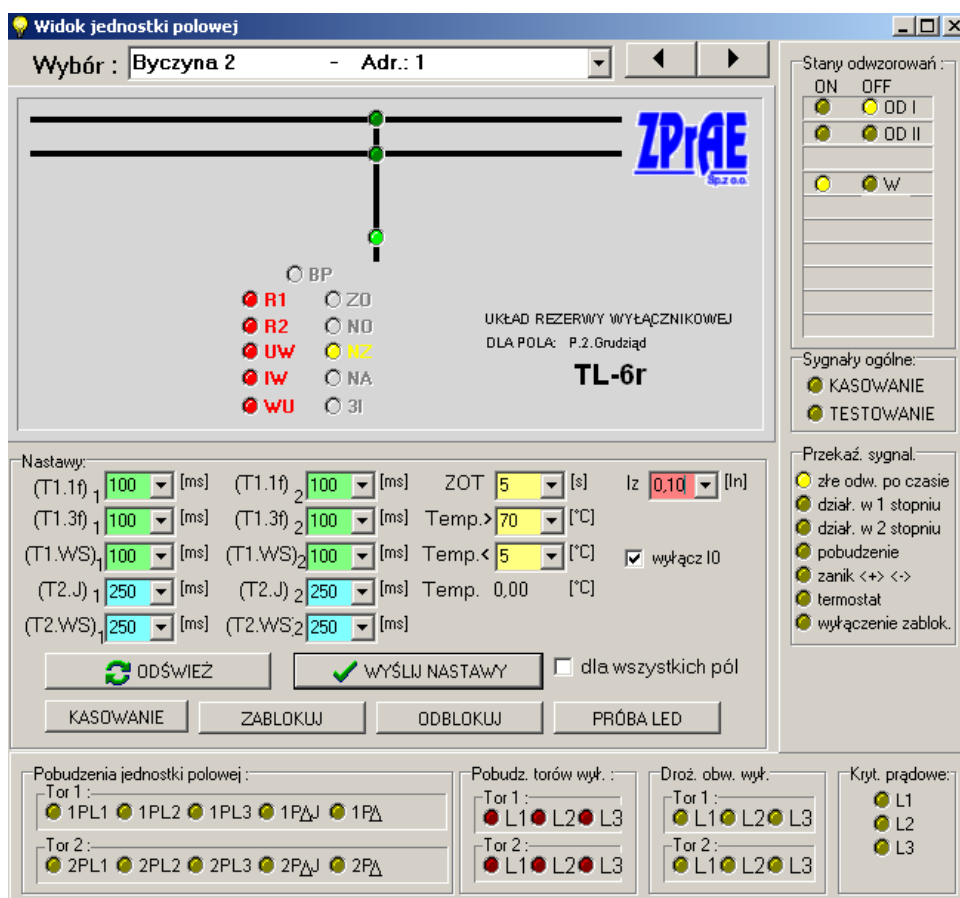 Widok jednostki polowej
Wybór : Byczyna 2 - Adr.: 1
ZPrAE
Sp.z o.o.
BP
R1 ZO
R2 NO
UW NZ
IW NA
WU 3I
UKŁAD REZERWY WYŁĄCZNIKOWEJ
DLA POLA: P.2.Grudziąd
TL-6r
Stany odwzorowań :
ON OFF
OD I
OD II
W
Sygnały ogólne:
KASOWANIE
TESTOWANIE
Przekaź. sygnal.
złe odw. po czasie
dział. w 1 stopniu
dział. w 2 stopniu
pobudzenie
zanik <+> <->
termostat
wyłączenie zablok.
Nastawy:
(T1.1f) 1 100 [ms] (T1.1f) 2 100 [ms] ZOT 5 [s] Iz 0,10 [In]
(T1.3f) 1 100 [ms] (T1.3f) 2 100 [ms] Temp.> 70 [°C]
(T1.WS)1 100 [ms] (T1.WS)2 100 [ms] Temp.< 5 [°C] wyłącz I0
(T2.J) 1 250 [ms] (T2.J) 2 250 [ms] Temp. 0,00 [°C]
(T2.WS)1 250 [ms] (T2.WS 2 250 [ms]
ODŚWIEŻ WYŚLIJ NASTAWY dla wszystkich pól
KASOWANIE ZABLOKUJ ODBLOKUJ PRÓBA LED
Pobudzenia jednostki polowej :
Tor 1 :
1PL1 1PL2 1PL3 1P△J 1P△
Tor 2 :
2PL1 2PL2 2PL3 2P△J 2P△
Pobudz. torów wył. :
Tor 1 :
L1 L2 L3
Tor 2 :
L1 L2 L3
Droż. obw. wył.
Tor 1 :
L1 L2 L3
Tor 2 :
L1 L2 L3
Kryt. prądowe:
L1
L2
L3